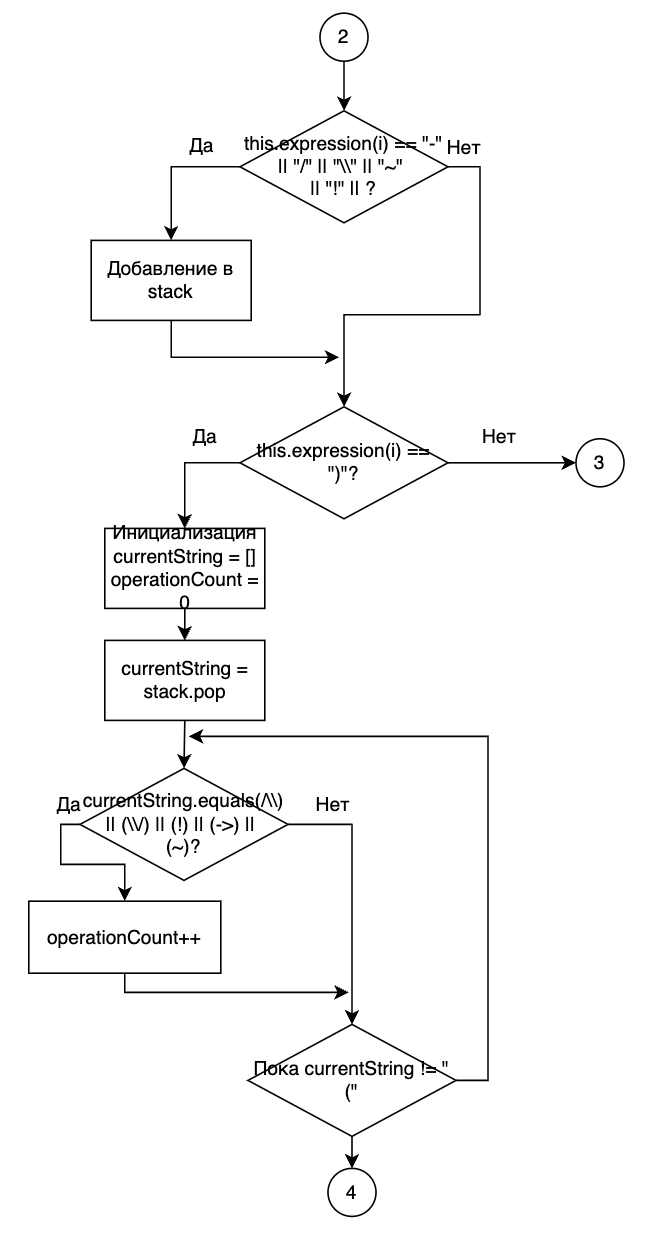 2
this.expression(i) == "-"
|| "/" || "\\" || "~"
|| "!" || ?
Да
Нет
Добавление в
stack
this.expression(i) ==
")"?
Да
Нет
3
Инициализация
currentString = []
operationCount =
0
currentString =
stack.pop
currentString.equals(/\\)
|| (\\/) || (!) || (->) ||
(~)?
Да
Нет
operationCount++
Пока currentString != "
("
4